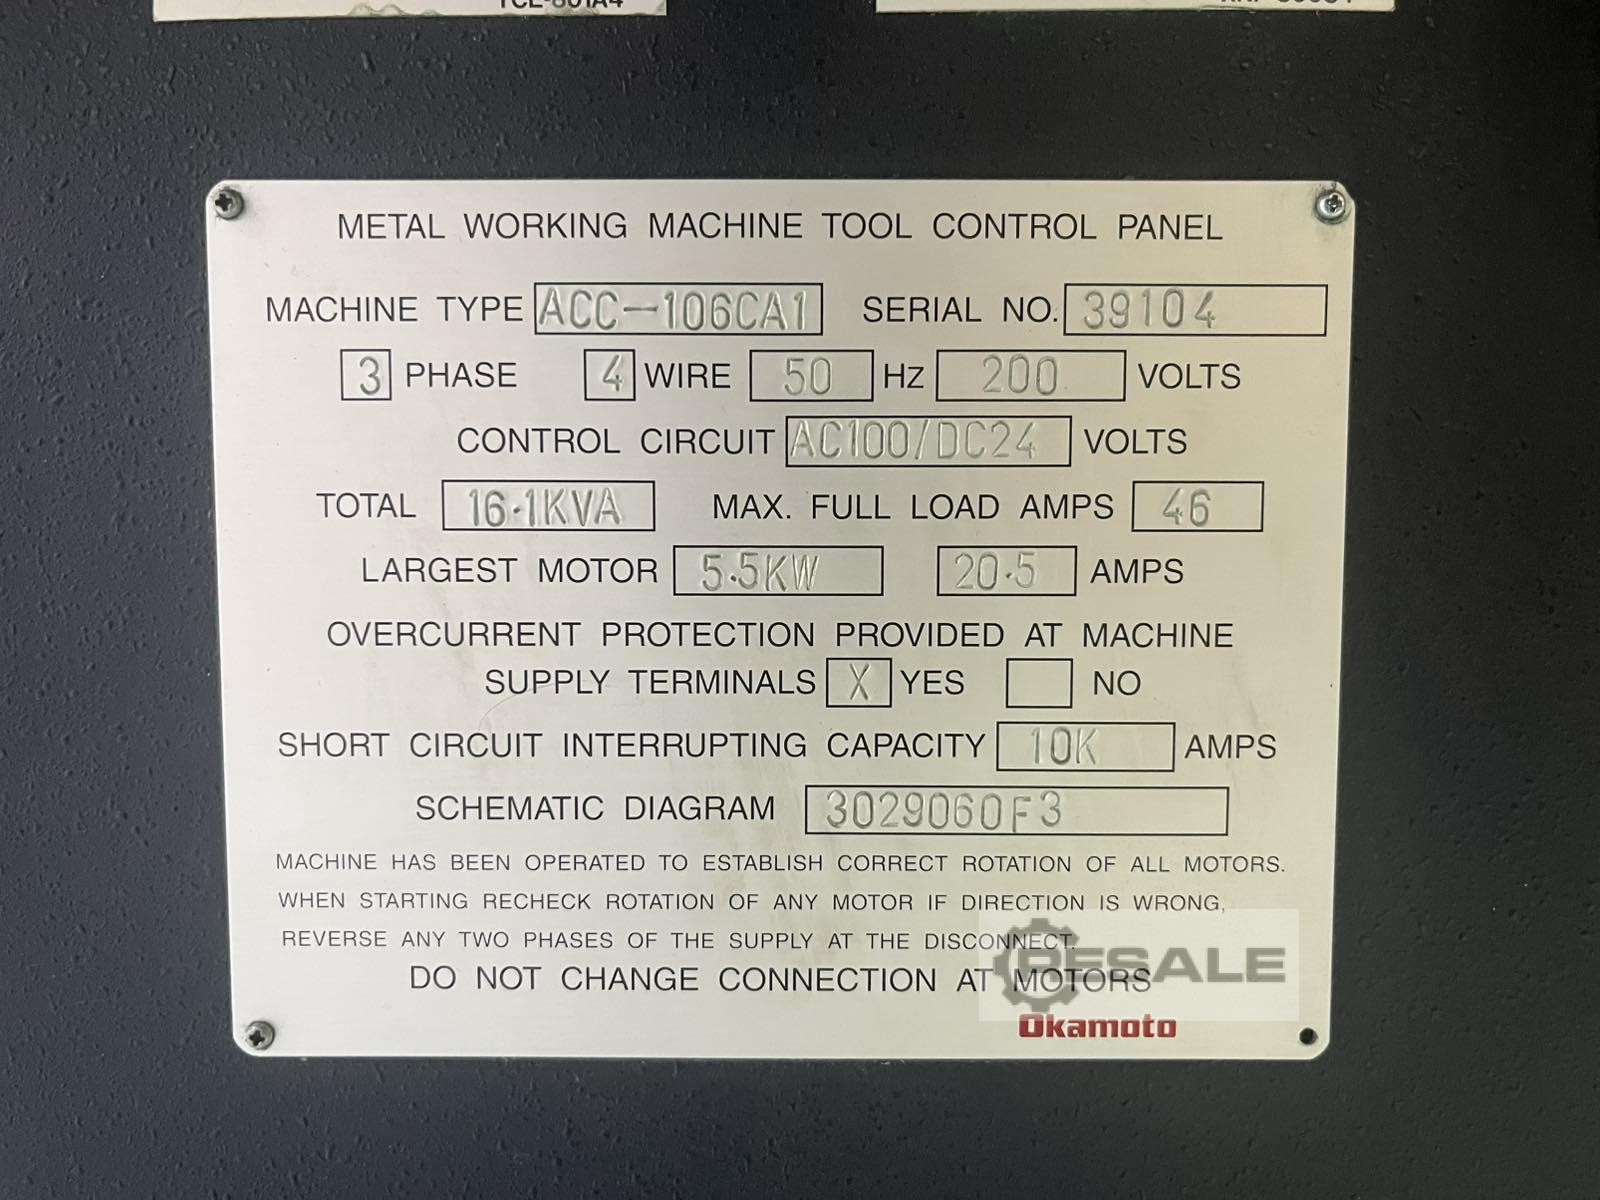 TCL-801A4
METAL WORKING MACHINE TOOL CONTROL PANEL
MACHINE TYPE ACC-106CA1 SERIAL NO. 39104
3 PHASE 4 WIRE 50 HZ 200 VOLTS
CONTROL CIRCUIT AC100/DC24 VOLTS
TOTAL 16.1KVA MAX. FULL LOAD AMPS 46
LARGEST MOTOR 5.5KW 20.5 AMPS
OVERCURRENT PROTECTION PROVIDED AT MACHINE
SUPPLY TERMINALS X YES NO
SHORT CIRCUIT INTERRUPTING CAPACITY 10K AMPS
SCHEMATIC DIAGRAM 3029060F3
MACHINE HAS BEEN OPERATED TO ESTABLISH CORRECT ROTATION OF ALL MOTORS.
WHEN STARTING RECHECK ROTATION OF ANY MOTOR IF DIRECTION IS WRONG,
REVERSE ANY TWO PHASES OF THE SUPPLY AT THE DISCONNECT.
DO NOT CHANGE CONNECTION AT MOTORS
RESALE
Okamoto